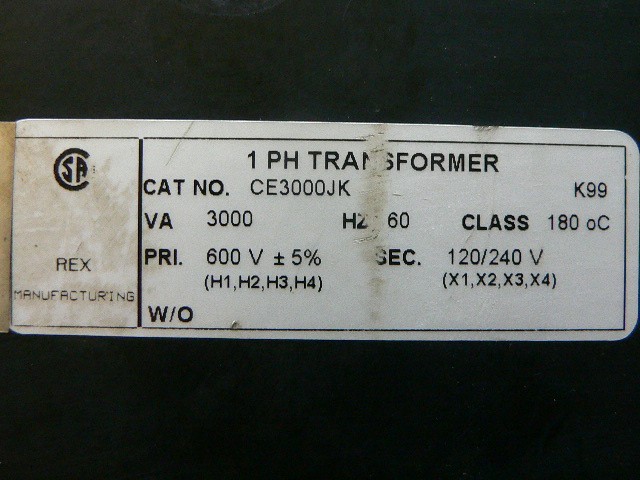 1 PH TRANSFORMER
CAT NO. CE3000JK K99
VA 3000 HZ 60 CLASS 180 oC
PRI. 600 V ± 5% SEC. 120/240 V
(H1,H2,H3,H4) (X1,X2,X3,X4)
W/O
SA
REX
MANUFACTURING